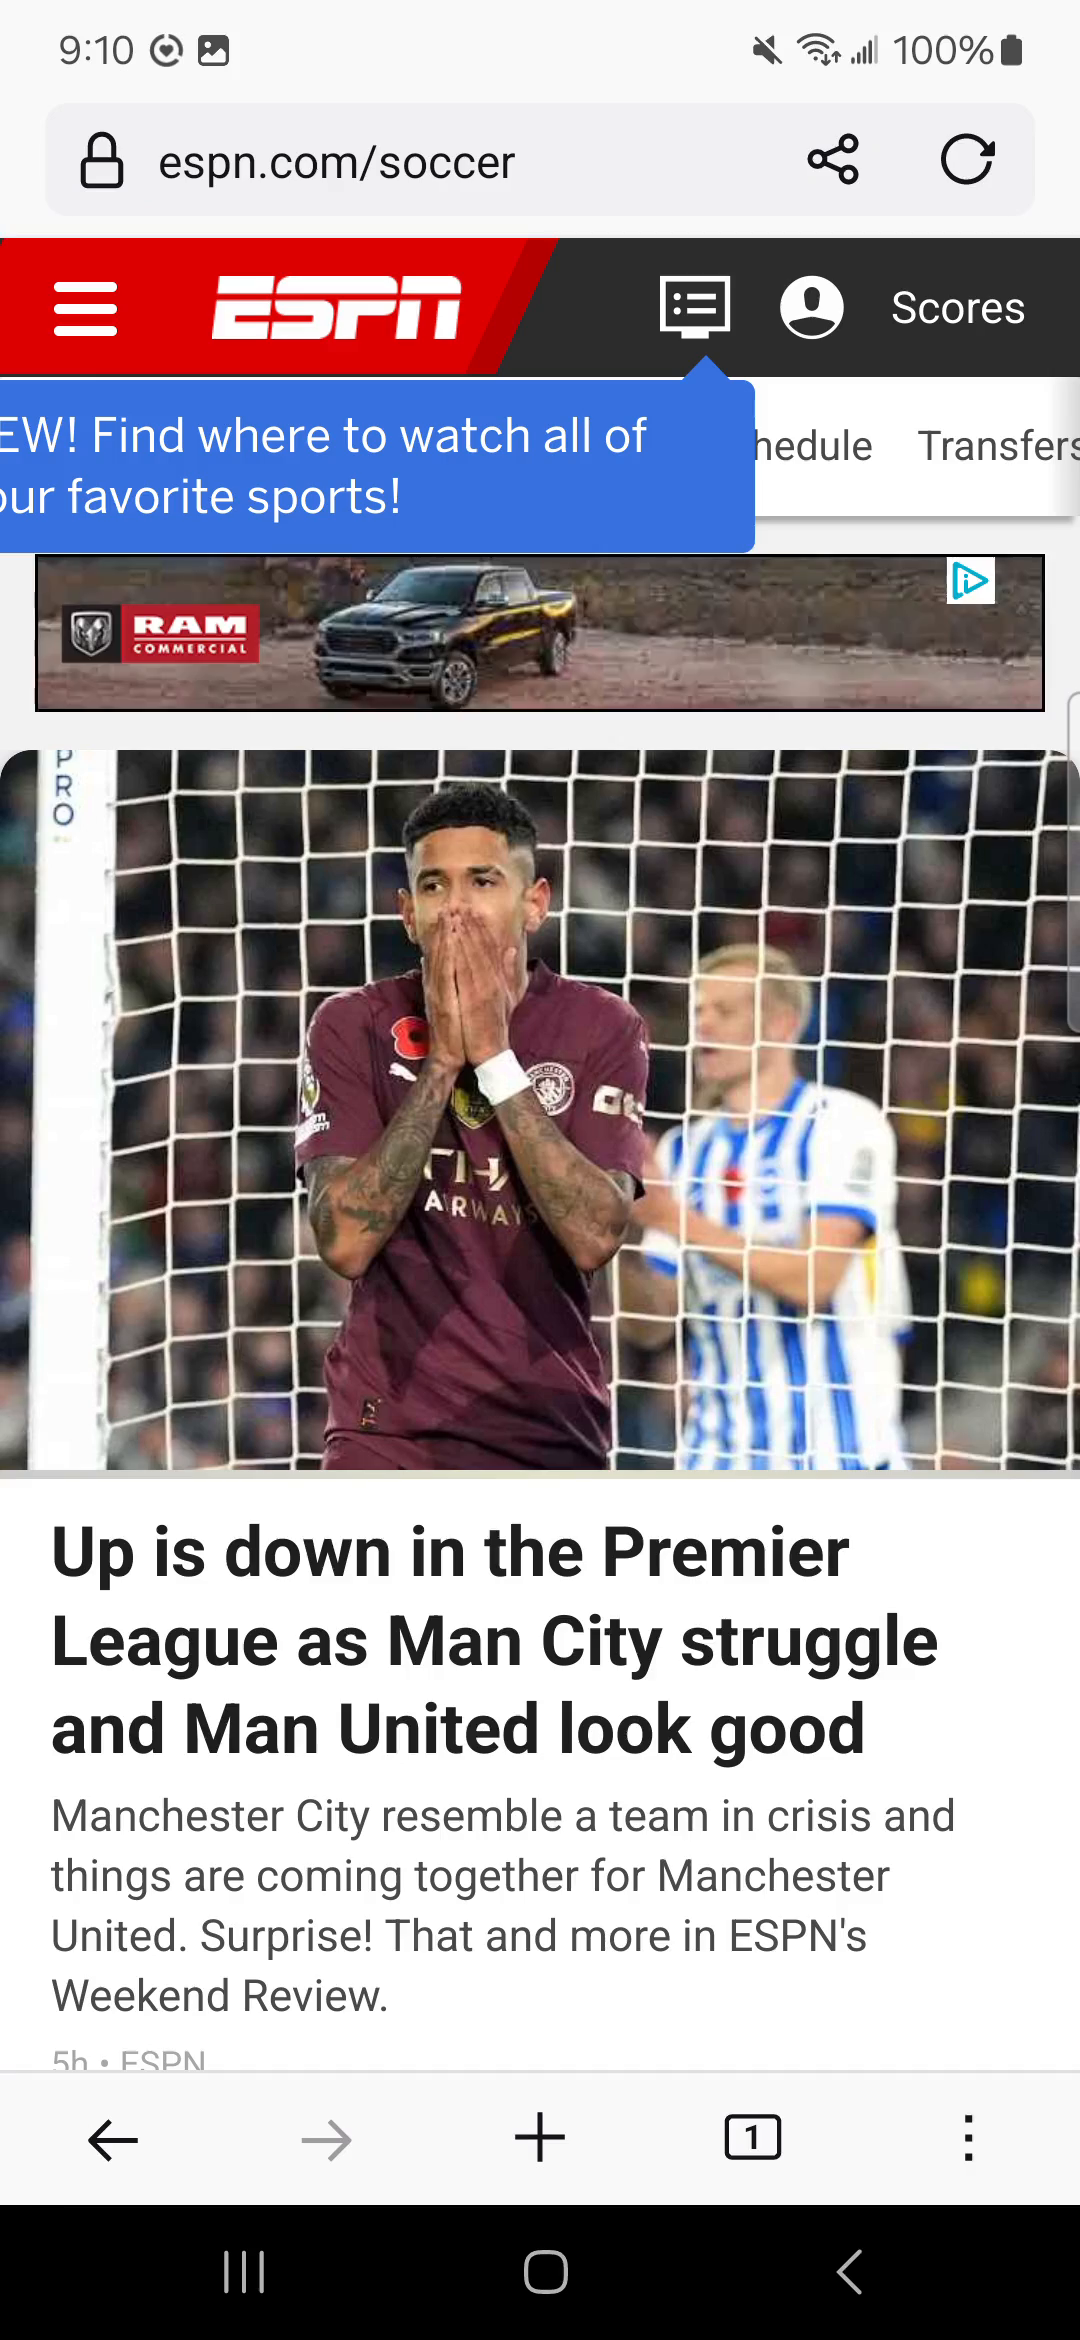 9:10
100%
espn.com/soccer
ESPN
Scores
EW! Find where to watch all of
our favorite sports!
hedule Transfers
RAM
COMMERCIAL
PRO
AIRWAYS
Up is down in the Premier
League as Man City struggle
and Man United look good
Manchester City resemble a team in crisis and
things are coming together for Manchester
United. Surprise! That and more in ESPN's
Weekend Review.
5h • ESPN
1